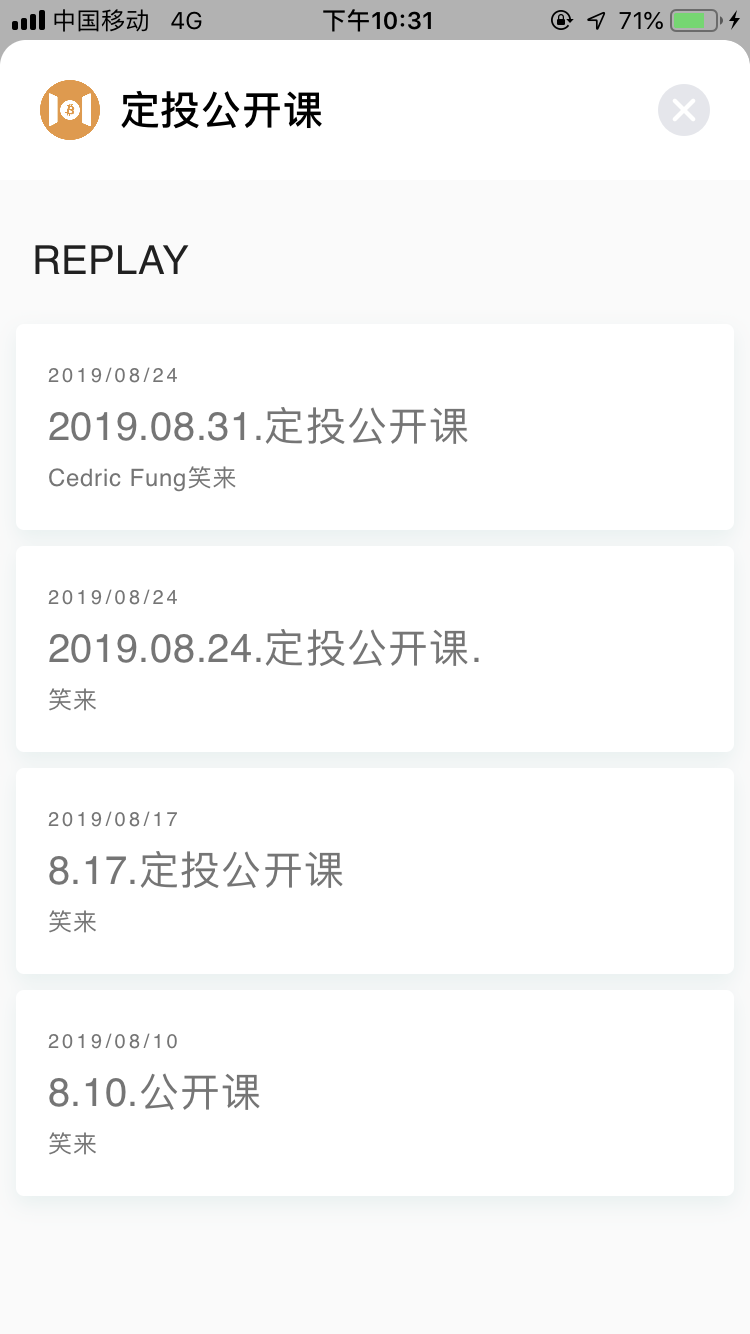 中国移动 4G 下午10:31 71%
定投公开课
REPLAY
2019/08/24
2019.08.31.定投公开课
Cedric Fung笑来
2019/08/24
2019.08.24.定投公开课.
笑来
2019/08/17
8.17.定投公开课
笑来
2019/08/10
8.10.公开课
笑来